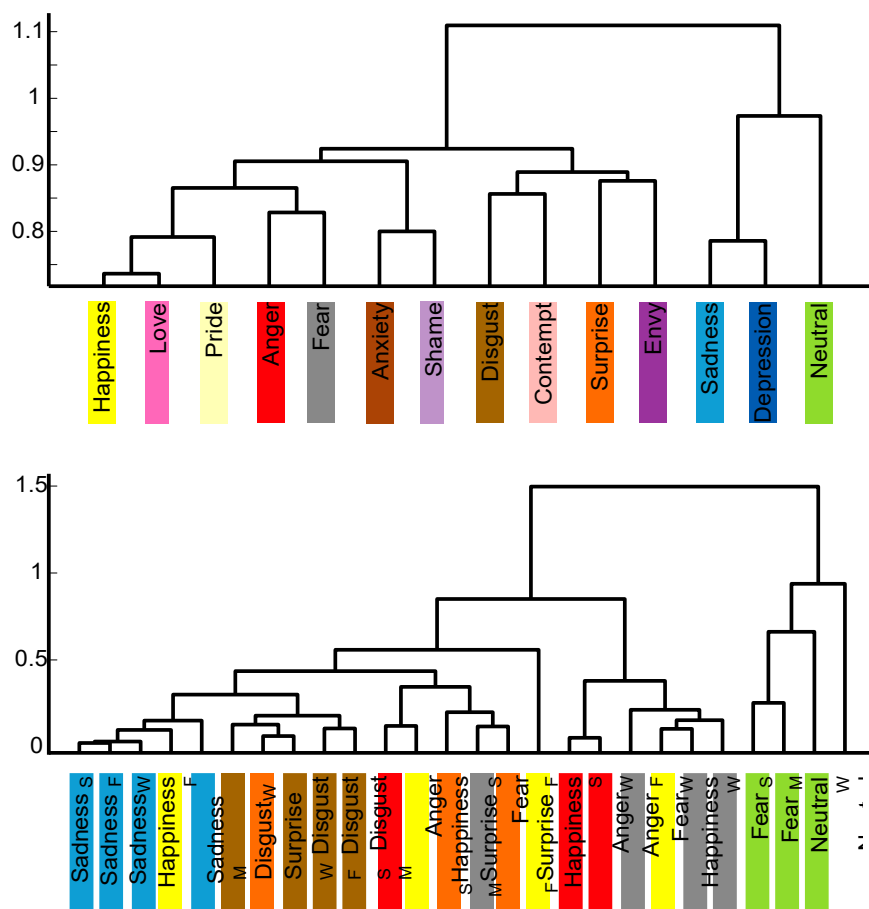 1.1
1
0.9
0.8
Happiness
Love
Pride
Anger
Fear
Anxiety
Shame
Disgust
Contempt
Surprise
Envy
Sadness
Depression
Neutral
1.5
1
0.5
0
Sadness S
Sadness F
Sadness W
Happiness F
Sadness M
Disgust W
Surprise
Disgust W
Disgust F
Disgust S
M
Anger S
Happiness M
Surprise S
Fear
Surprise F
F
Happiness S
Anger W
Anger F
Fear W
Happiness W
Fear S
Fear M
Neutral W